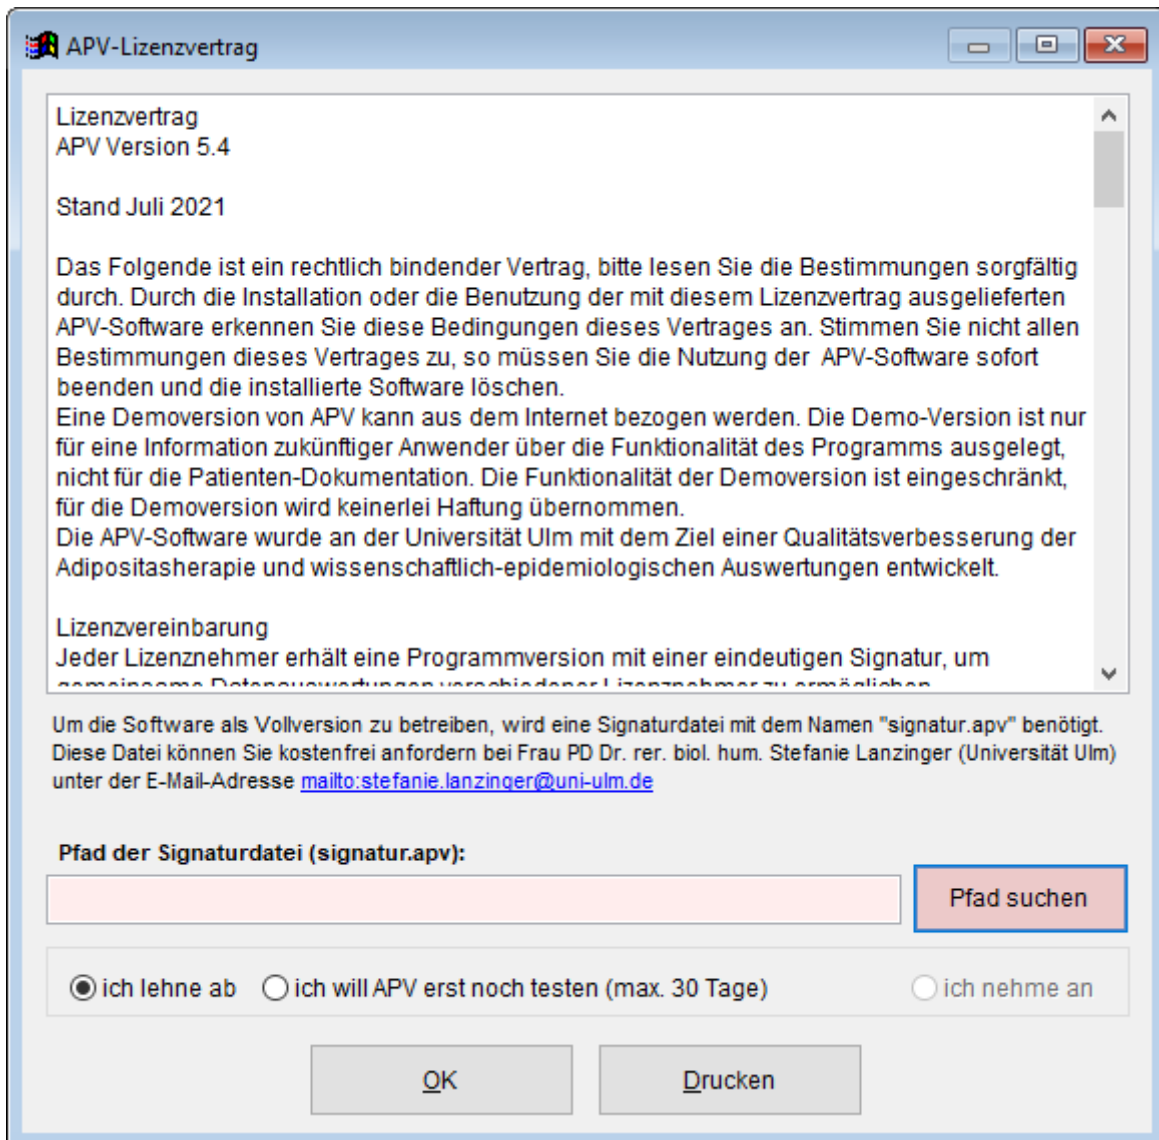 APV-Lizenzvertrag
Lizenzvertrag
APV Version 5.4
Stand Juli 2021
Das Folgende ist ein rechtlich bindender Vertrag, bitte lesen Sie die Bestimmungen sorgfältig
durch. Durch die Installation oder die Benutzung der mit diesem Lizenzvertrag ausgelieferten
APV-Software erkennen Sie diese Bedingungen dieses Vertrages an. Stimmen Sie nicht allen
Bestimmungen dieses Vertrages zu, so müssen Sie die Nutzung der  APV-Software sofort
beenden und die installierte Software löschen.
Eine Demoversion von APV kann aus dem Internet bezogen werden. Die Demo-Version ist nur
für eine Information zukünftiger Anwender über die Funktionalität des Programms ausgelegt,
nicht für die Patienten-Dokumentation. Die Funktionalität der Demoversion ist eingeschränkt,
für die Demoversion wird keinerlei Haftung übernommen.
Die APV-Software wurde an der Universität Ulm mit dem Ziel einer Qualitätsverbesserung der
Adipositasherapie und wissenschaftlich-epidemiologischen Auswertungen entwickelt.
Lizenzvereinbarung
Jeder Lizenznehmer erhält eine Programmversion mit einer eindeutigen Signatur, um
gemeinsame Datenauswertungen verschiedener Lizenznehmer zu ermöglichen
Um die Software als Vollversion zu betreiben, wird eine Signaturdatei mit dem Namen "signatur.apv" benötigt.
Diese Datei können Sie kostenfrei anfordern bei Frau PD Dr. rer. biol. hum. Stefanie Lanzinger (Universität Ulm)
unter der E-Mail-Adresse mailto:stefanie.lanzinger@uni-ulm.de
Pfad der Signaturdatei (signatur.apv):
Pfad suchen
ich lehne ab ich will APV erst noch testen (max. 30 Tage) ich nehme an
OK Drucken